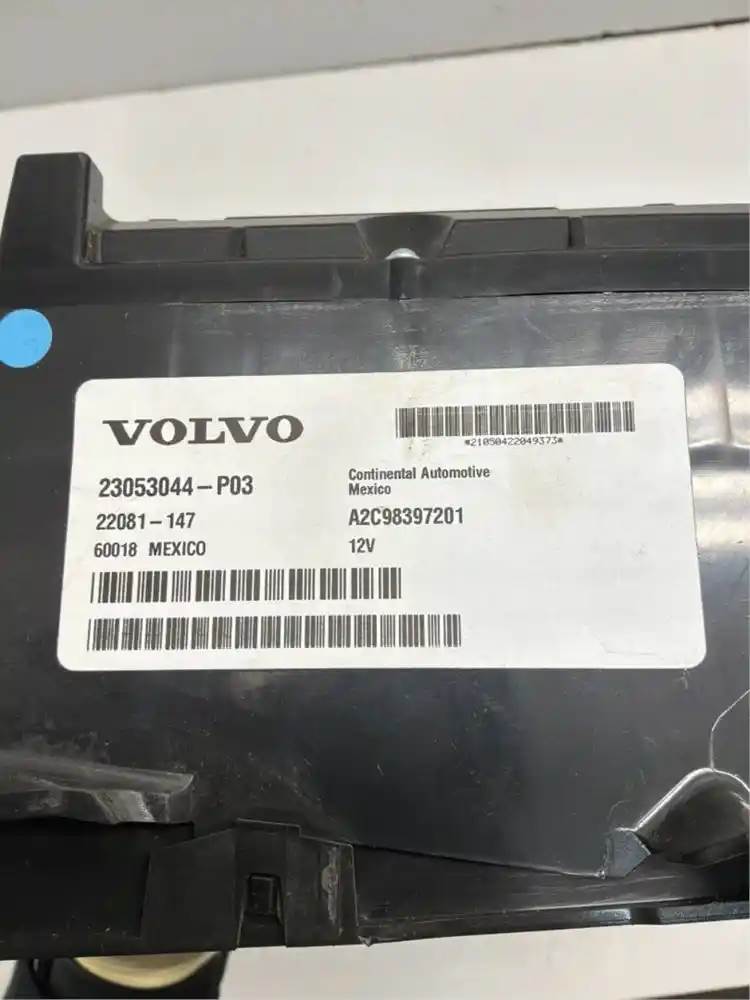 VOLVO
*21050422049373*
23053044-P03
Continental Automotive
Mexico
22081-147
A2C98397201
60018 MEXICO
12V